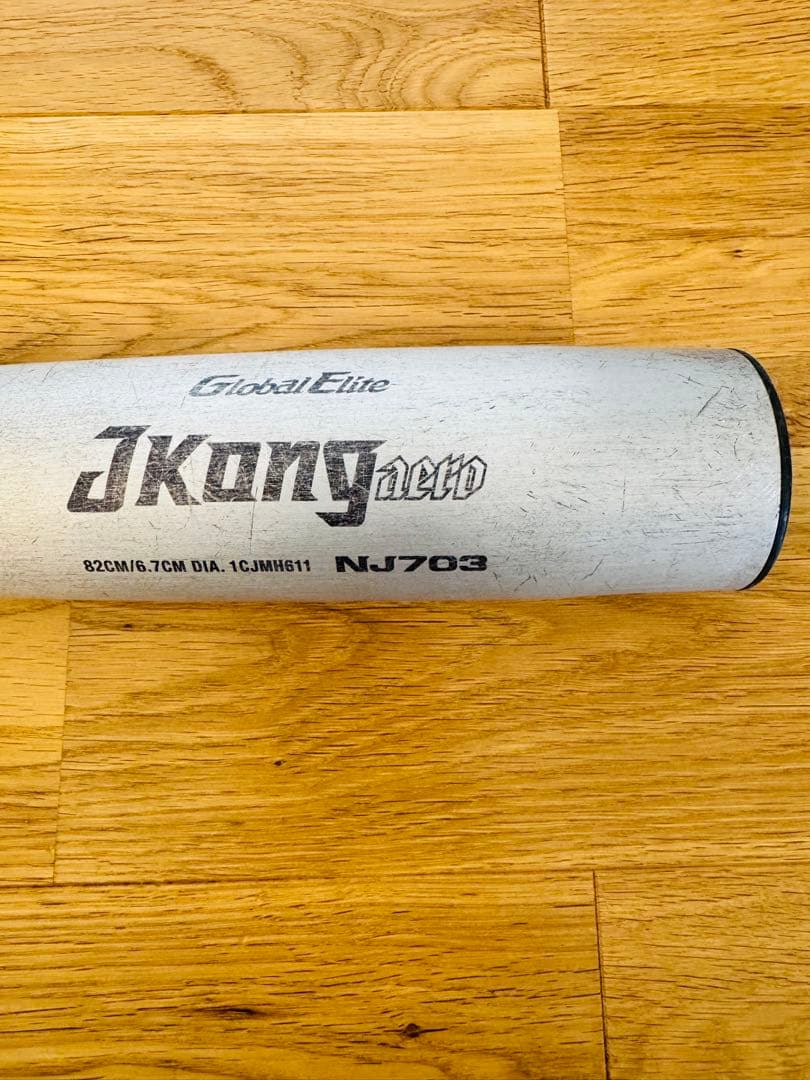 Global Elite
JKong aero
82CM/6.7CM DIA. 1CJMH611 NJ703